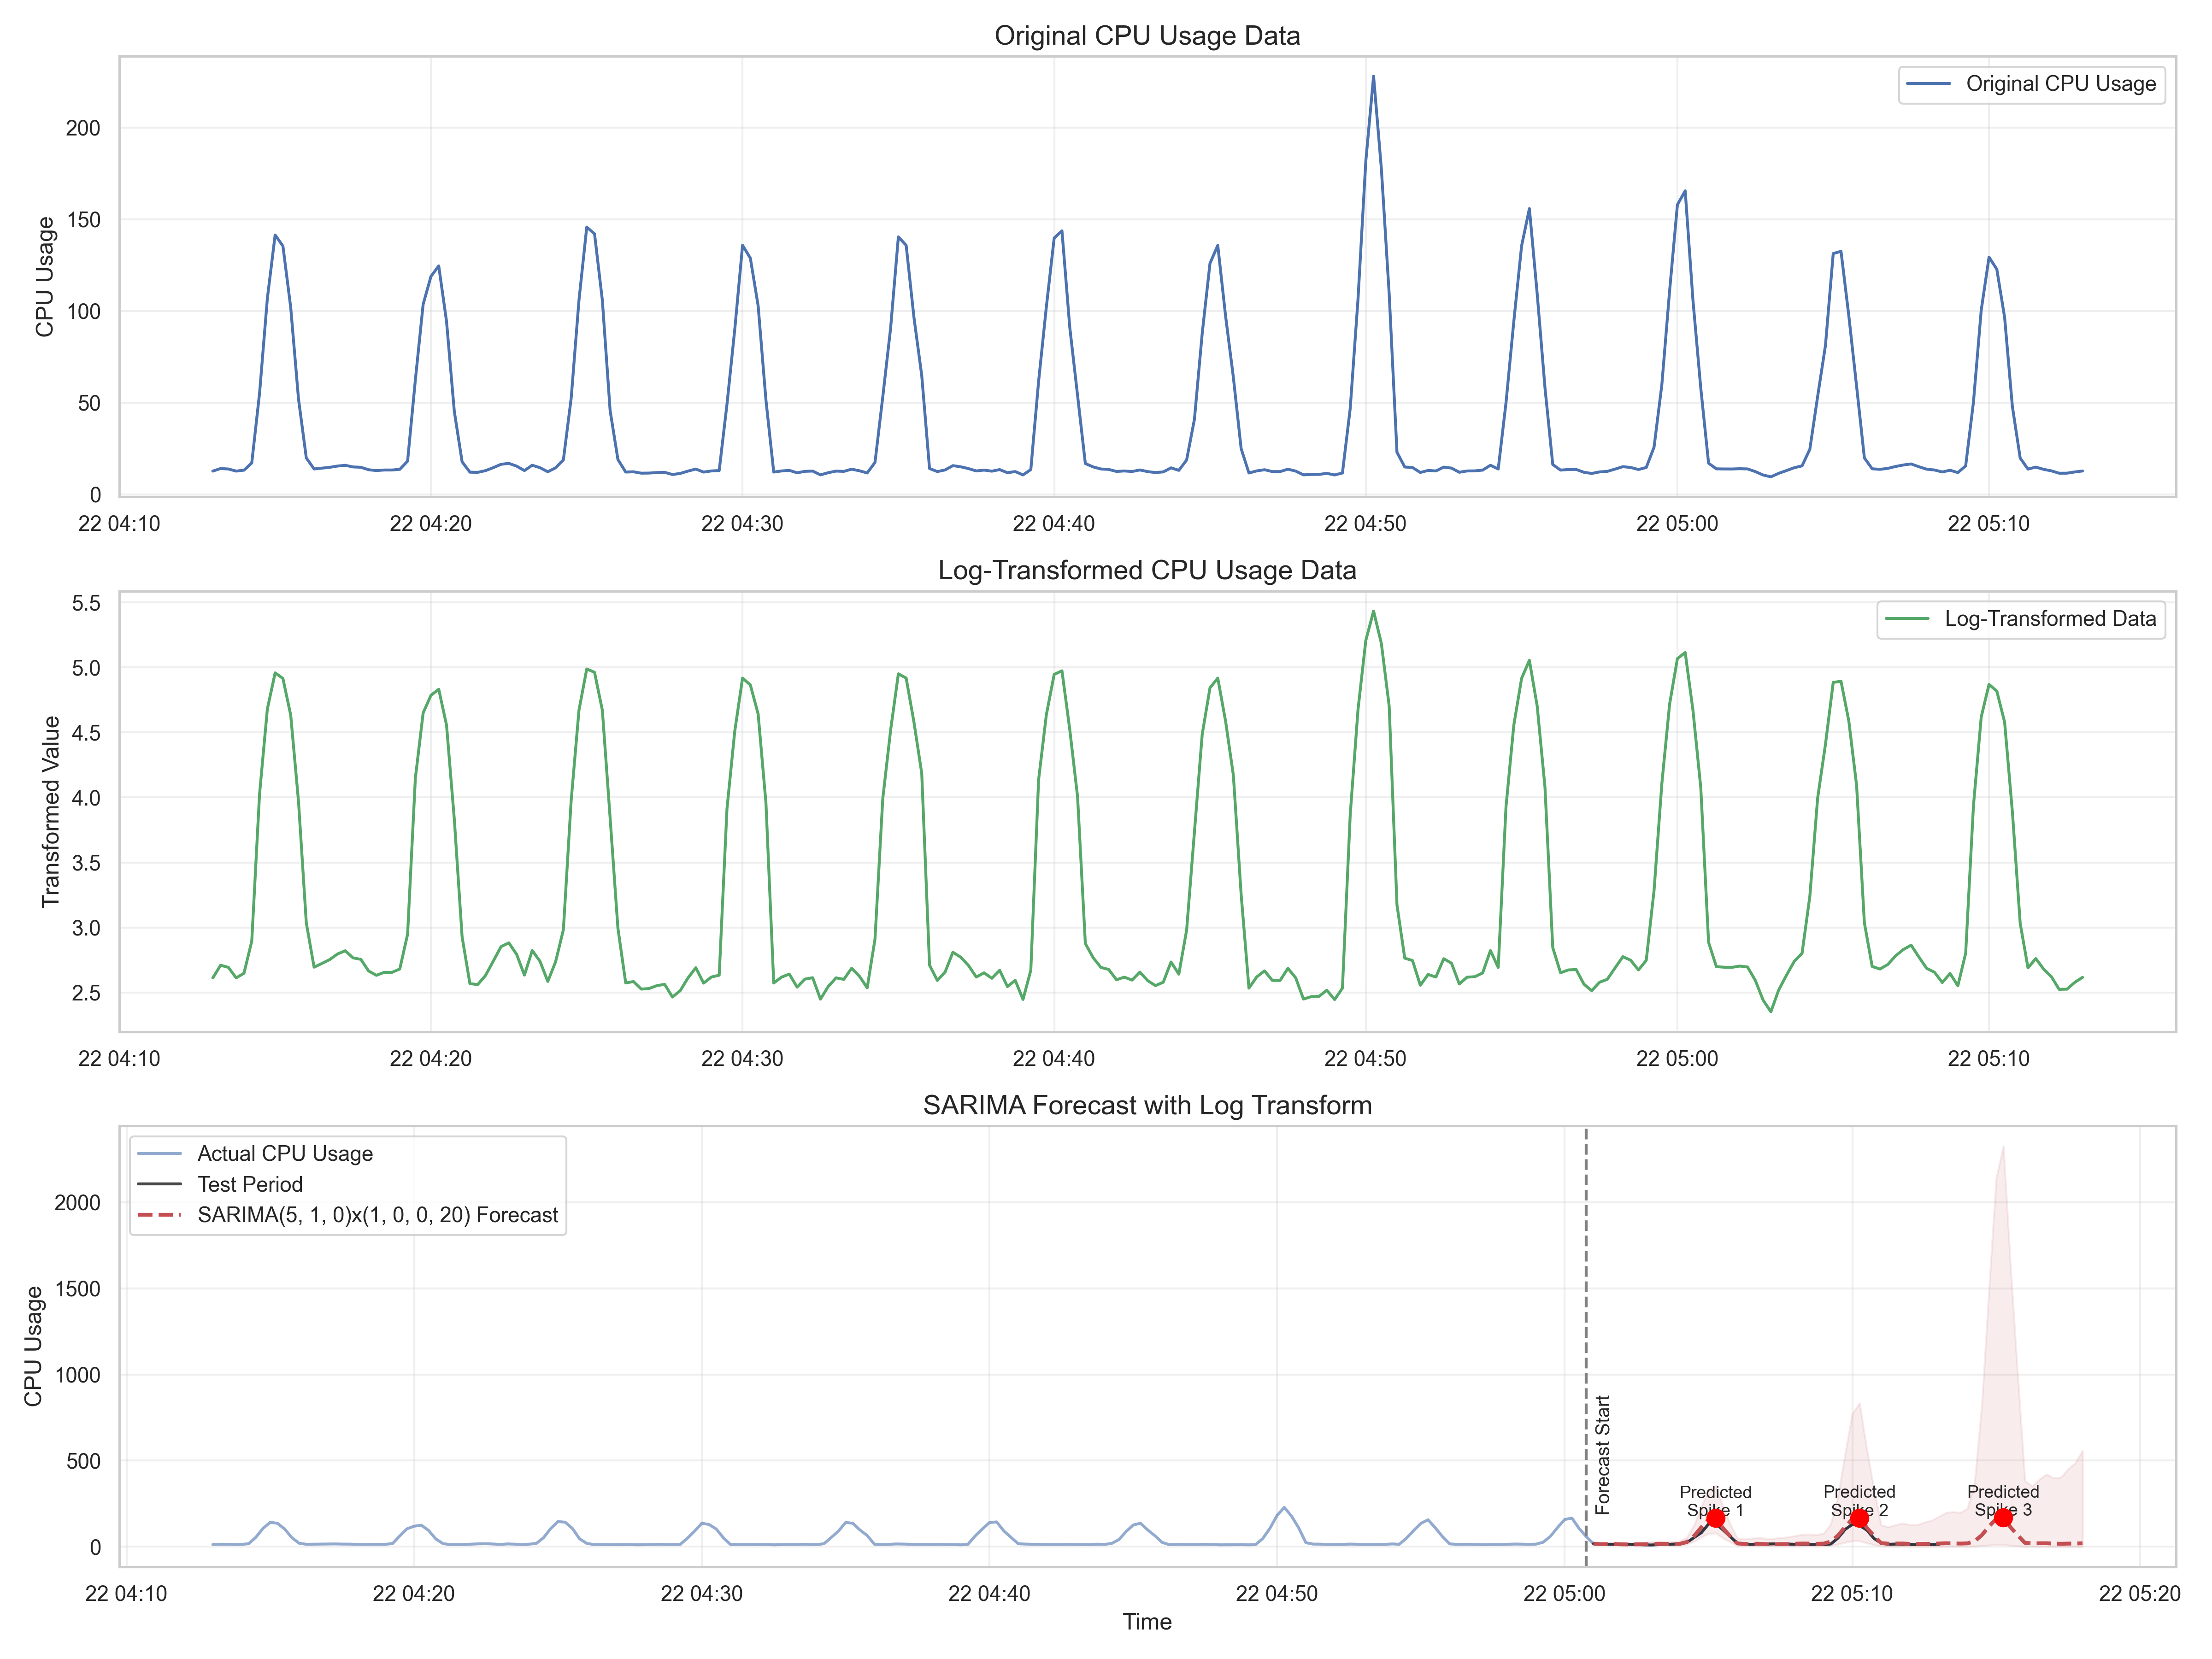 Original CPU Usage Data
Original CPU Usage
CPU Usage
200
150
100
50
0
22 04:10
22 04:20
22 04:30
22 04:40
22 04:50
22 05:00
22 05:10
Log-Transformed CPU Usage Data
Log-Transformed Data
Transformed Value
5.5
5.0
4.5
4.0
3.5
3.0
2.5
22 04:10
22 04:20
22 04:30
22 04:40
22 04:50
22 05:00
22 05:10
SARIMA Forecast with Log Transform
Actual CPU Usage
Test Period
SARIMA(5, 1, 0)x(1, 0, 0, 20) Forecast
CPU Usage
2000
1500
1000
500
0
Forecast Start
Predicted
Spike 1
Predicted
Spike 2
Predicted
Spike 3
22 04:10
22 04:20
22 04:30
22 04:40
22 04:50
22 05:00
22 05:10
22 05:20
Time